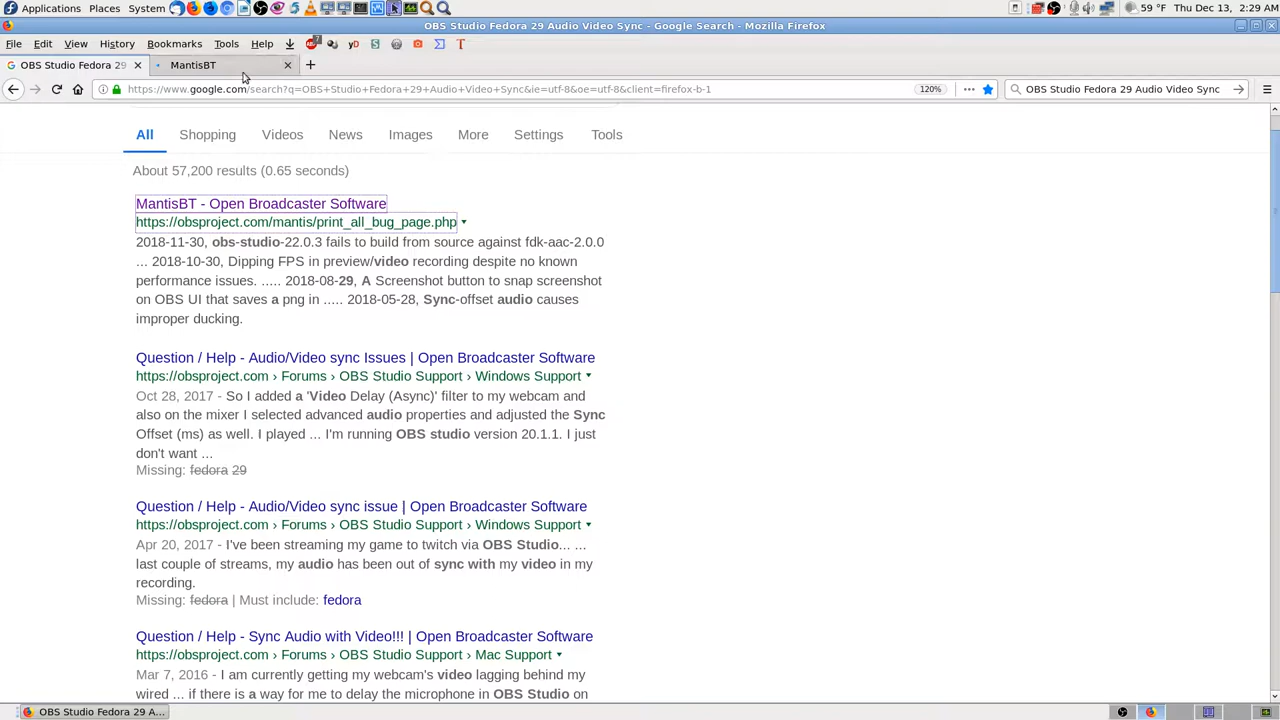 Applications Places System 59 °F Thu Dec 13, 2:29 AM
OBS Studio Fedora 29 Audio Video Sync - Google Search - Mozilla Firefox
File Edit View History Bookmarks Tools Help 7 yD S T
G OBS Studio Fedora 29 MantisBT
https://www.google.com/search?q=OBS+Studio+Fedora+29+Audio+Video+Sync&ie=utf-8&oe=utf-8&client=firefox-b-1 120% OBS Studio Fedora 29 Audio Video Sync
All Shopping Videos News Images More Settings Tools
About 57,200 results (0.65 seconds)
MantisBT - Open Broadcaster Software
https://obsproject.com/mantis/print_all_bug_page.php
2018-11-30, obs-studio-22.0.3 fails to build from source against fdk-aac-2.0.0
... 2018-10-30, Dipping FPS in preview/video recording despite no known
performance issues. ..... 2018-08-29, A Screenshot button to snap screenshot
on OBS UI that saves a png in ..... 2018-05-28, Sync-offset audio causes
improper ducking.
Question / Help - Audio/Video sync Issues | Open Broadcaster Software
https://obsproject.com › Forums › OBS Studio Support › Windows Support
Oct 28, 2017 - So I added a 'Video Delay (Async)' filter to my webcam and
also on the mixer I selected advanced audio properties and adjusted the Sync
Offset (ms) as well. I played ... I'm running OBS studio version 20.1.1. I just
don't want ...
Missing: fedora 29
Question / Help - Audio/Video sync issue | Open Broadcaster Software
https://obsproject.com › Forums › OBS Studio Support › Windows Support
Apr 20, 2017 - I've been streaming my game to twitch via OBS Studio... ...
last couple of streams, my audio has been out of sync with my video in my
recording.
Missing: fedora | Must include: fedora
Question / Help - Sync Audio with Video!!! | Open Broadcaster Software
https://obsproject.com › Forums › OBS Studio Support › Mac Support
Mar 7, 2016 - I am currently getting my webcam's video lagging behind my
wired ... if there is a way for me to delay the microphone in OBS Studio on
OBS Studio Fedora 29 A...